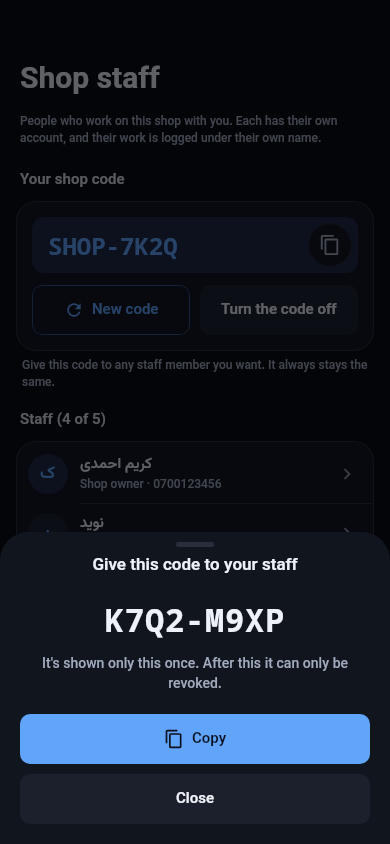 Shop staff
People who work on this shop with you. Each has their own
account, and their work is logged under their own name.
Your shop code
SHOP-7K2Q
New code
Turn the code off
Give this code to any staff member you want. It always stays the
same.
Staff (4 of 5)
ک
کریم احمدی
Shop owner · 0700123456
نوید
Give this code to your staff
K7Q2-M9XP
It's shown only this once. After this it can only be
revoked.
Copy
Close